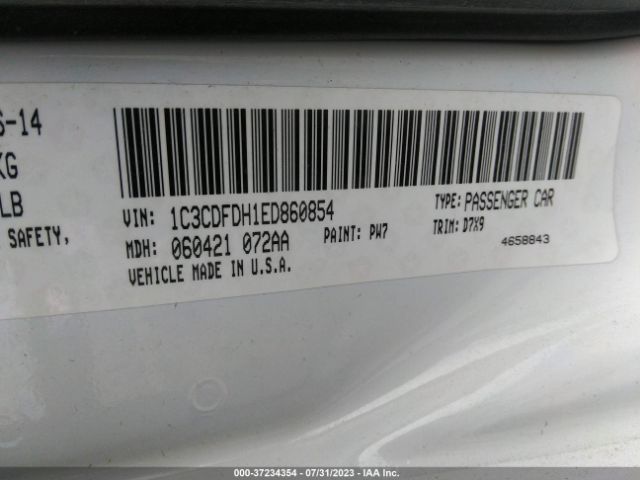 6-14
KG
LB
SAFETY,
VIN: 1C3CDFDH1ED860854
TYPE: PASSENGER CAR
MDH: 060421 072AA
PAINT: PW7
TRIM: D7X9
VEHICLE MADE IN U.S.A.
4658843
000-37234354 - 07/31/2023 - IAA Inc.